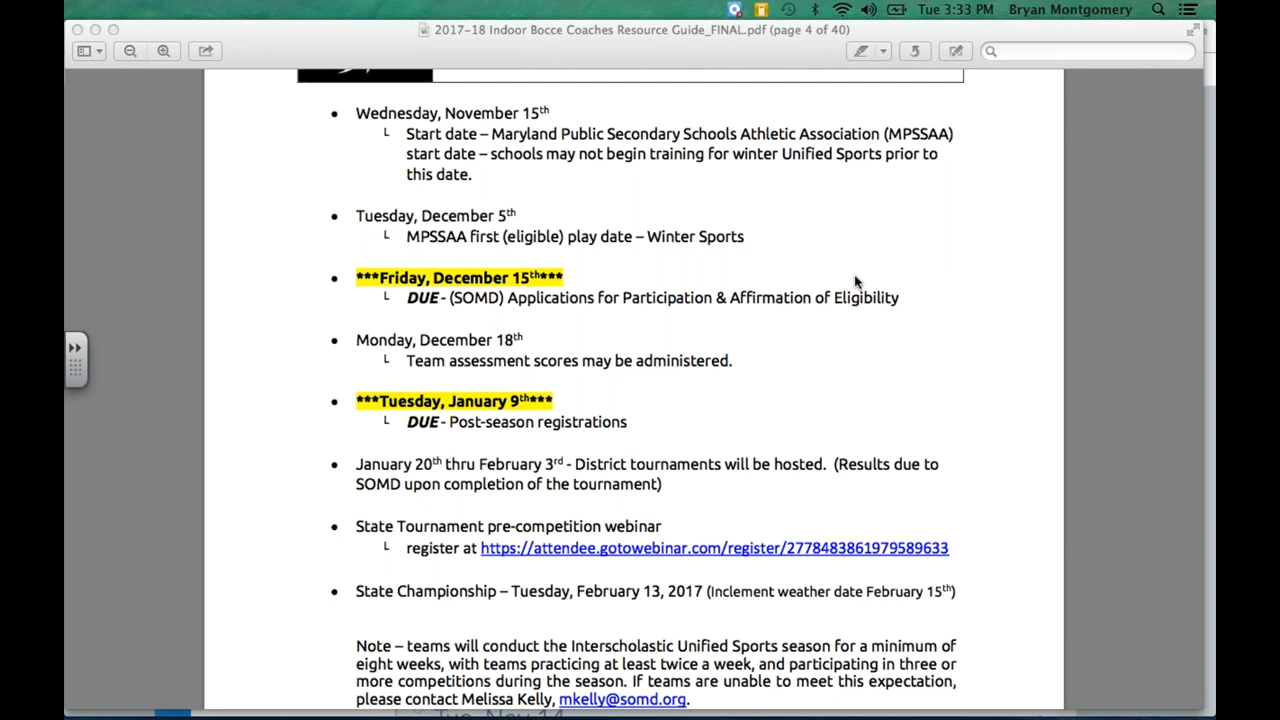 Tue 3:33 PM Bryan Montgomery
2017-18 Indoor Bocce Coaches Resource Guide_FINAL.pdf (page 4 of 40)
• Wednesday, November 15th
Start date – Maryland Public Secondary Schools Athletic Association (MPSSAA)
start date – schools may not begin training for winter Unified Sports prior to
this date.
• Tuesday, December 5th
MPSSAA first (eligible) play date – Winter Sports
• ***Friday, December 15th***
DUE - (SOMD) Applications for Participation & Affirmation of Eligibility
• Monday, December 18th
Team assessment scores may be administered.
• ***Tuesday, January 9th***
DUE - Post-season registrations
• January 20th thru February 3rd - District tournaments will be hosted. (Results due to
SOMD upon completion of the tournament)
• State Tournament pre-competition webinar
register at https://attendee.gotowebinar.com/register/2778483861979589633
• State Championship – Tuesday, February 13, 2017 (Inclement weather date February 15th)
Note – teams will conduct the Interscholastic Unified Sports season for a minimum of
eight weeks, with teams practicing at least twice a week, and participating in three or
more competitions during the season. If teams are unable to meet this expectation,
please contact Melissa Kelly, mkelly@somd.org.
Tue, Nov 14